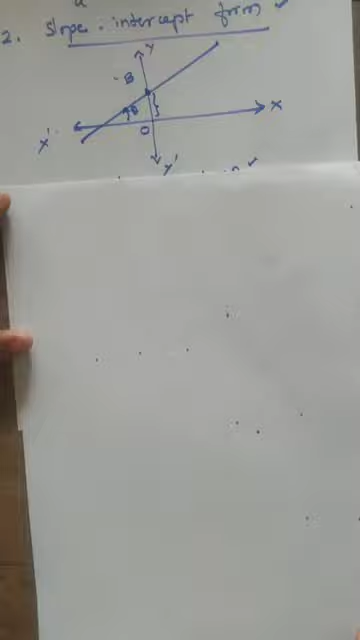 2. Slope - intercept form ✓
Y
B
θ
X' O X
Y'